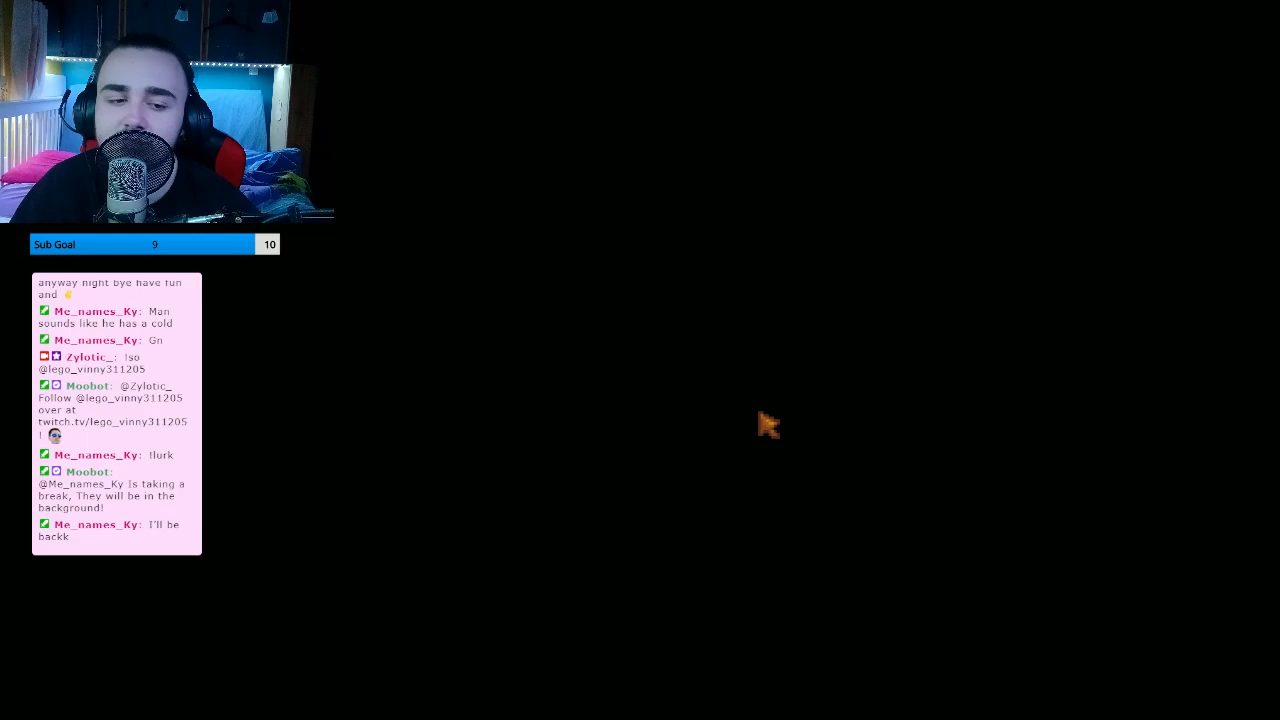 Sub Goal 9 10
anyway night bye have fun
and
Me_names_Ky: Man
sounds like he has a cold
Me_names_Ky: Gn
Zylotic_: !so
@lego_vinny311205
Moobot: @Zylotic_
Follow @lego_vinny311205
over at
twitch.tv/lego_vinny311205
!
Me_names_Ky: !lurk
Moobot:
@Me_names_Ky Is taking a
break, They will be in the
background!
Me_names_Ky: I'll be
backk